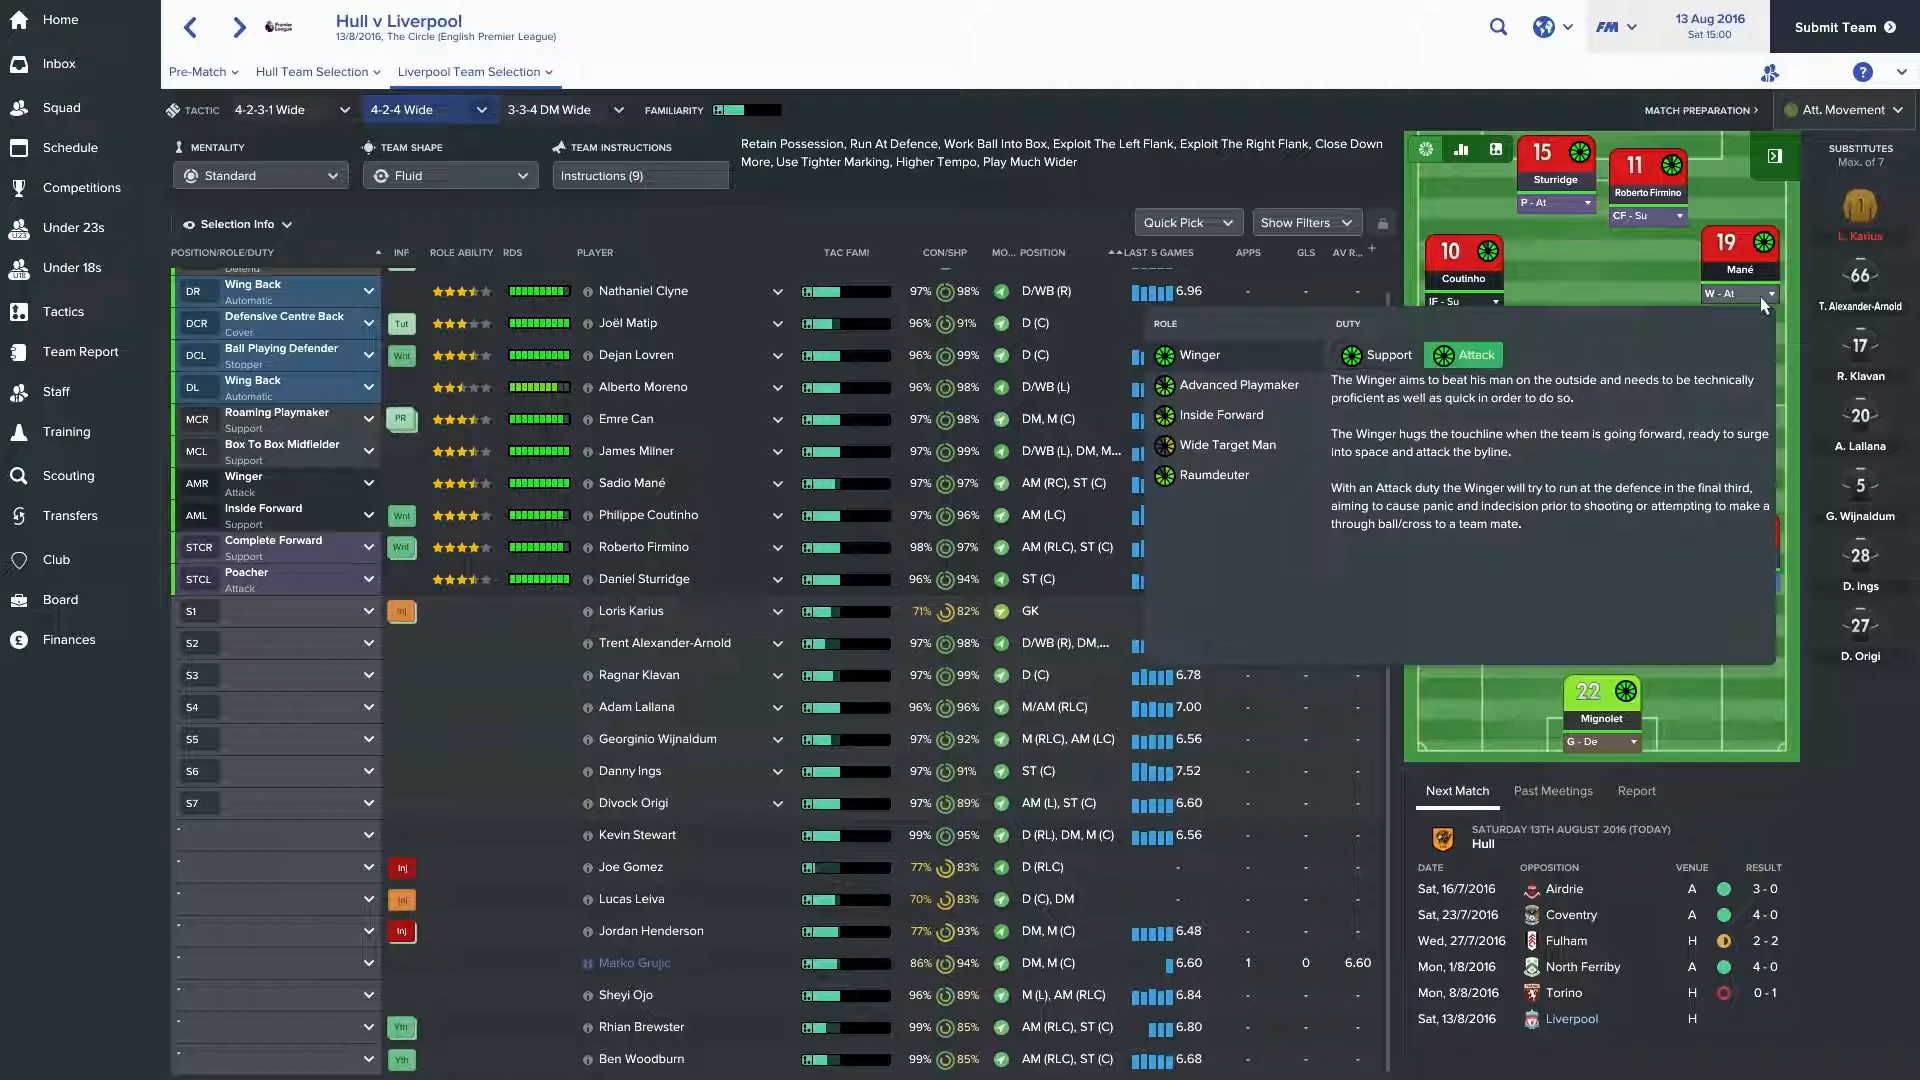 Home
Inbox
Squad
Schedule
Competitions
Under 23s
Under 18s
Tactics
Team Report
Staff
Training
Scouting
Transfers
Club
Board
Finances
Hull v Liverpool
13/8/2016, The Circle (English Premier League)
FM
13 Aug 2016
Sat 15:00
Submit Team
Pre-Match
Hull Team Selection
Liverpool Team Selection
TACTIC
4-2-3-1 Wide
4-2-4 Wide
3-3-4 DM Wide
FAMILIARITY
MATCH PREPARATION >
Att. Movement
MENTALITY
Standard
TEAM SHAPE
Fluid
TEAM INSTRUCTIONS
Instructions (9)
Retain Possession, Run At Defence, Work Ball Into Box, Exploit The Left Flank, Exploit The Right Flank, Close Down
More, Use Tighter Marking, Higher Tempo, Play Much Wider
Selection Info
Quick Pick
Show Filters
POSITION/ROLE/DUTY INF ROLE ABILITY RDS PLAYER TAC FAMI CON/SHP MO... POSITION LAST 5 GAMES APPS GLS AV R...
Defend
DR Wing Back Automatic Nathaniel Clyne 97% 98% D/WB (R) 6.96 - - -
DCR Defensive Centre Back Cover Tut Joël Matip 96% 91% D (C)
DCL Ball Playing Defender Stopper Wnt Dejan Lovren 96% 99% D (C)
DL Wing Back Automatic Alberto Moreno 96% 98% D/WB (L)
MCR Roaming Playmaker Support PR Emre Can 97% 98% DM, M (C)
MCL Box To Box Midfielder Support James Milner 97% 99% D/WB (L), DM, M...
AMR Winger Attack Sadio Mané 97% 97% AM (RC), ST (C)
AML Inside Forward Support Wnt Philippe Coutinho 97% 96% AM (LC)
STCR Complete Forward Support Wnt Roberto Firmino 98% 97% AM (RLC), ST (C)
STCL Poacher Attack Daniel Sturridge 96% 94% ST (C)
S1 Inj Loris Karius 71% 82% GK
S2 Trent Alexander-Arnold 97% 98% D/WB (R), DM,...
S3 Ragnar Klavan 97% 99% D (C) 6.78 - - -
S4 Adam Lallana 96% 96% M/AM (RLC) 7.00 - - -
S5 Georginio Wijnaldum 97% 92% M (RLC), AM (LC) 6.56 - - -
S6 Danny Ings 97% 91% ST (C) 7.52 - - -
S7 Divock Origi 97% 89% AM (L), ST (C) 6.60 - - -
- Kevin Stewart 99% 95% D (RL), DM, M (C) 6.56 - - -
- Inj Joe Gomez 77% 83% D (RLC) - - - -
- Inj Lucas Leiva 70% 83% D (C), DM - - - -
- Inj Jordan Henderson 77% 93% DM, M (C) 6.48 - - -
- Marko Grujic 86% 94% DM, M (C) 6.60 1 0 6.60
- Sheyi Ojo 96% 89% M (L), AM (RLC) 6.84 - - -
- Yth Rhian Brewster 99% 85% AM (RLC), ST (C) 6.80 - - -
- Yth Ben Woodburn 99% 85% AM (RLC), ST (C) 6.68 - - -
15
Sturridge
P - At
11
Roberto Firmino
CF - Su
10
Coutinho
IF - Su
19
Mané
W - At
ROLE
Winger
Advanced Playmaker
Inside Forward
Wide Target Man
Raumdeuter
DUTY
Support
Attack
The Winger aims to beat his man on the outside and needs to be technically
proficient as well as quick in order to do so.
The Winger hugs the touchline when the team is going forward, ready to surge
into space and attack the byline.
With an Attack duty the Winger will try to run at the defence in the final third,
aiming to cause panic and indecision prior to shooting or attempting to make a
through ball/cross to a team mate.
22
Mignolet
G - De
SUBSTITUTES
Max. of 7
1
L. Karius
66
T. Alexander-Arnold
17
R. Klavan
20
A. Lallana
5
G. Wijnaldum
28
D. Ings
27
D. Origi
Next Match
Past Meetings
Report
SATURDAY 13TH AUGUST 2016 (TODAY)
Hull
DATE OPPOSITION VENUE RESULT
Sat, 16/7/2016 Airdrie A 3 - 0
Sat, 23/7/2016 Coventry A 4 - 0
Wed, 27/7/2016 Fulham H 2 - 2
Mon, 1/8/2016 North Ferriby A 4 - 0
Mon, 8/8/2016 Torino H 0 - 1
Sat, 13/8/2016 Liverpool H